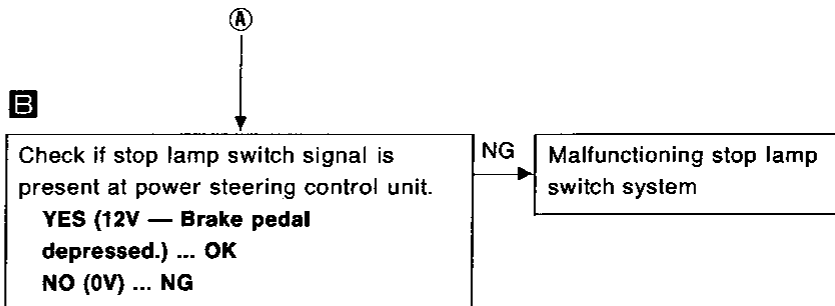 A
B
Check if stop lamp switch signal is
present at power steering control unit.
YES (12V — Brake pedal
depressed.) ... OK
NO (0V) ... NG
NG
Malfunctioning stop lamp
switch system